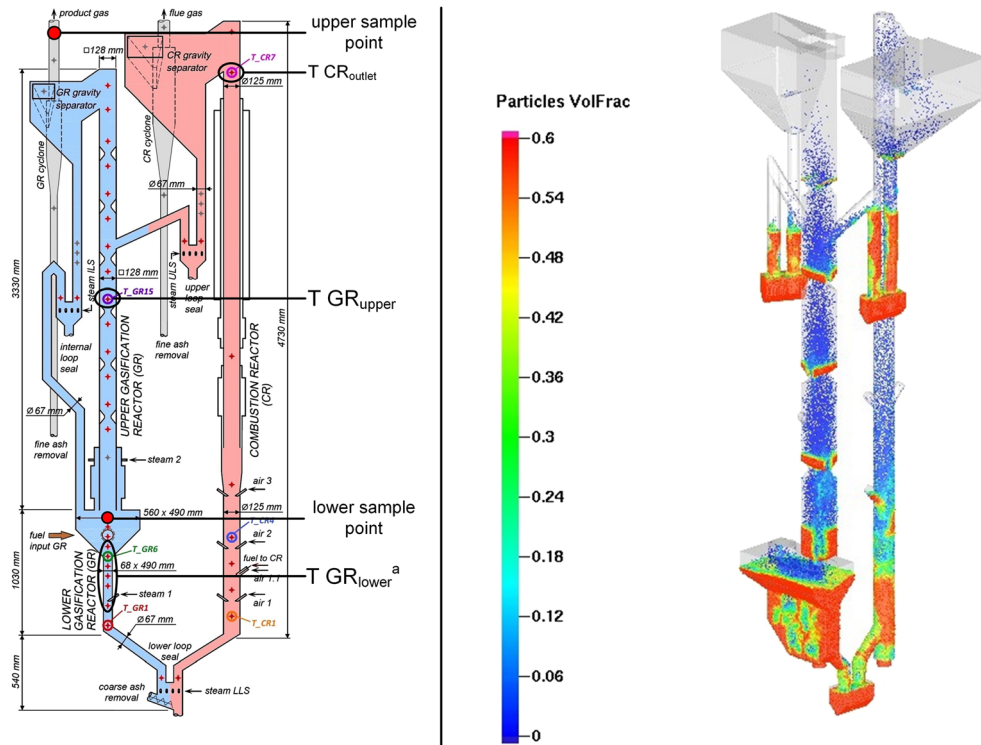 product gas
flue gas
upper sample
point
□128 mm
CR gravity
separator
T_CR7
T CRoutlet
Ø125 mm
GR gravity
separator
GR cyclone
CR cyclone
Ø 67 mm
3330 mm
□128 mm
steam ILS
steam ULS
T_GR15
upper
loop
seal
T GRupper
4730 mm
internal
loop
seal
fine ash
removal
UPPER GASIFICATION
REACTOR (GR)
COMBUSTION REACTOR
(CR)
Ø 67 mm
fine ash
removal
steam 2
air 3
560 x 490 mm
Ø125 mm
lower sample
point
T_CR4
fuel
input GR
air 2
T_GR6
fuel to CR
68 x 490 mm
air 1.1
T GRlower a
1030 mm
LOWER
GASIFICATION
REACTOR (GR)
steam 1
air 1
T_GR1
Ø 67 mm
T_CR1
lower loop
seal
540 mm
coarse ash
removal
steam LLS
Particles VolFrac
0.6
0.54
0.48
0.42
0.36
0.3
0.24
0.18
0.12
0.06
0